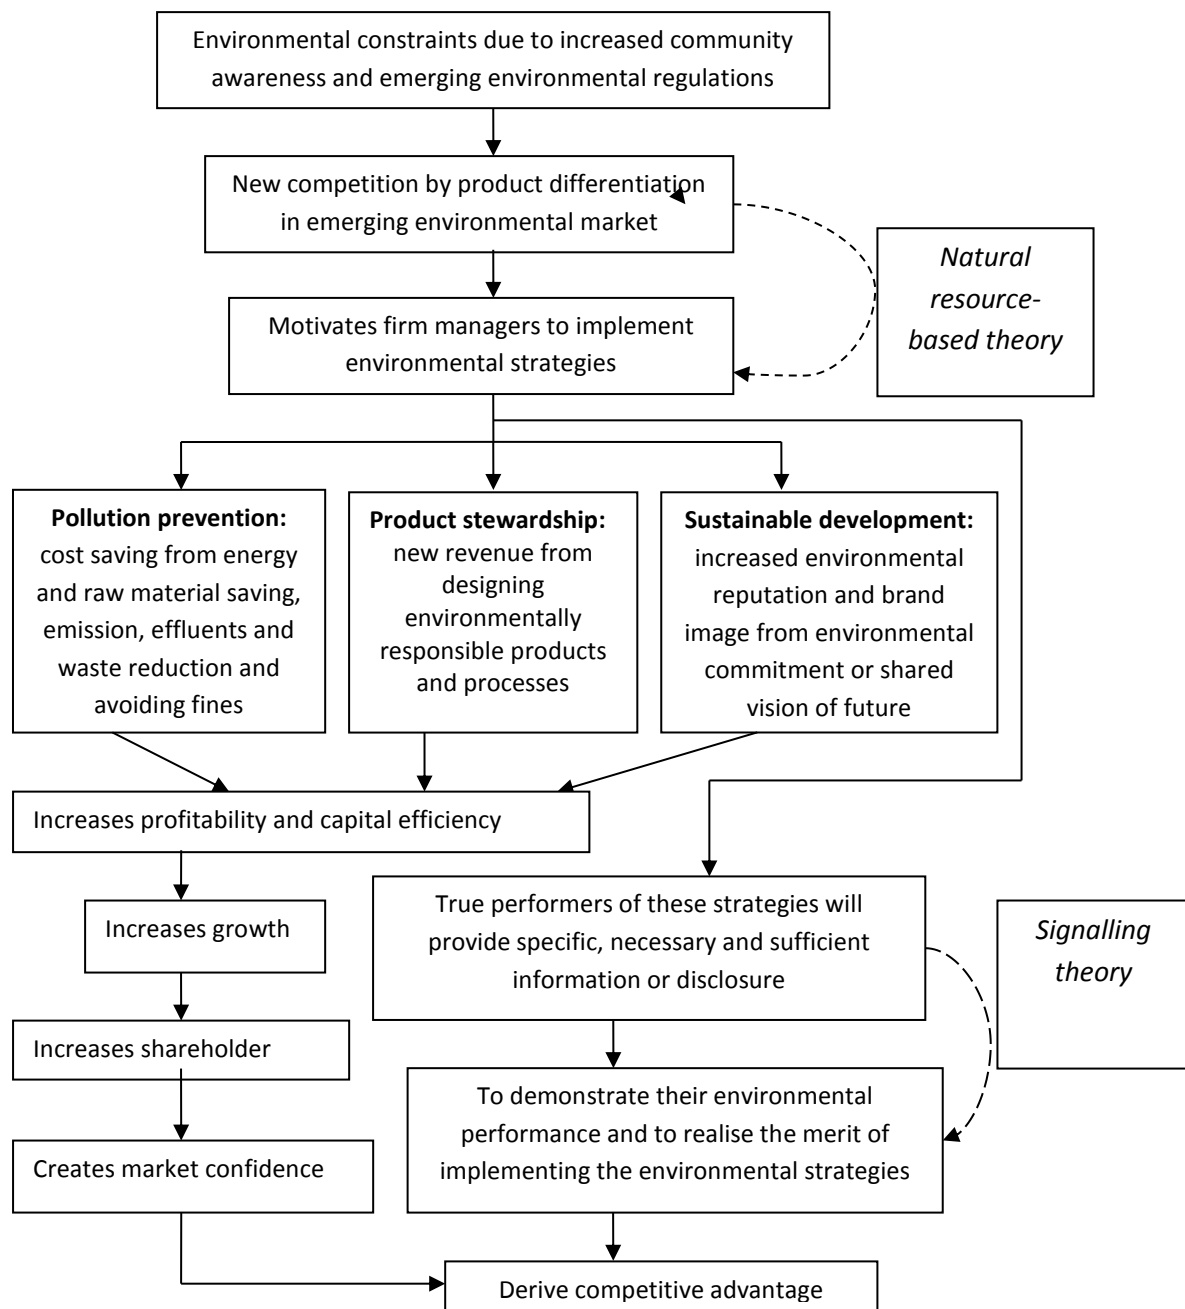 Environmental constraints due to increased community
awareness and emerging environmental regulations
New competition by product differentiation
in emerging environmental market
Natural
resource-
based theory
Motivates firm managers to implement
environmental strategies
Pollution prevention:
cost saving from energy
and raw material saving,
emission, effluents and
waste reduction and
avoiding fines
Product stewardship:
new revenue from
designing
environmentally
responsible products
and processes
Sustainable development:
increased environmental
reputation and brand
image from environmental
commitment or shared
vision of future
Increases profitability and capital efficiency
Increases growth
Increases shareholder
Creates market confidence
True performers of these strategies will
provide specific, necessary and sufficient
information or disclosure
Signalling
theory
To demonstrate their environmental
performance and to realise the merit of
implementing the environmental strategies
Derive competitive advantage